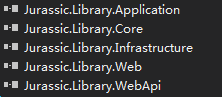 Jurassic.Library.Application
Jurassic.Library.Core
Jurassic.Library.Infrastructure
Jurassic.Library.Web
Jurassic.Library.WebApi